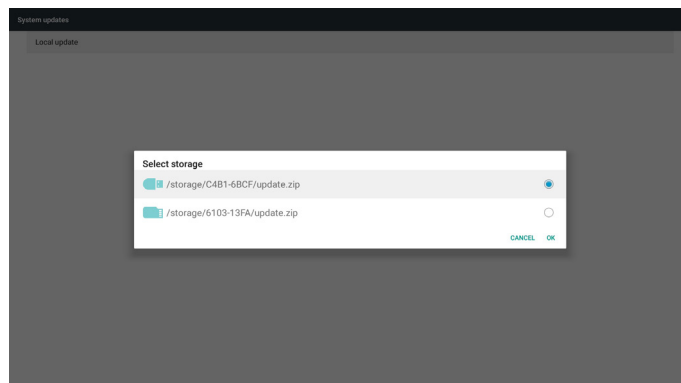 System updates
Local update
Select storage
/storage/C4B1-6BCF/update.zip
/storage/6103-13FA/update.zip
CANCEL OK